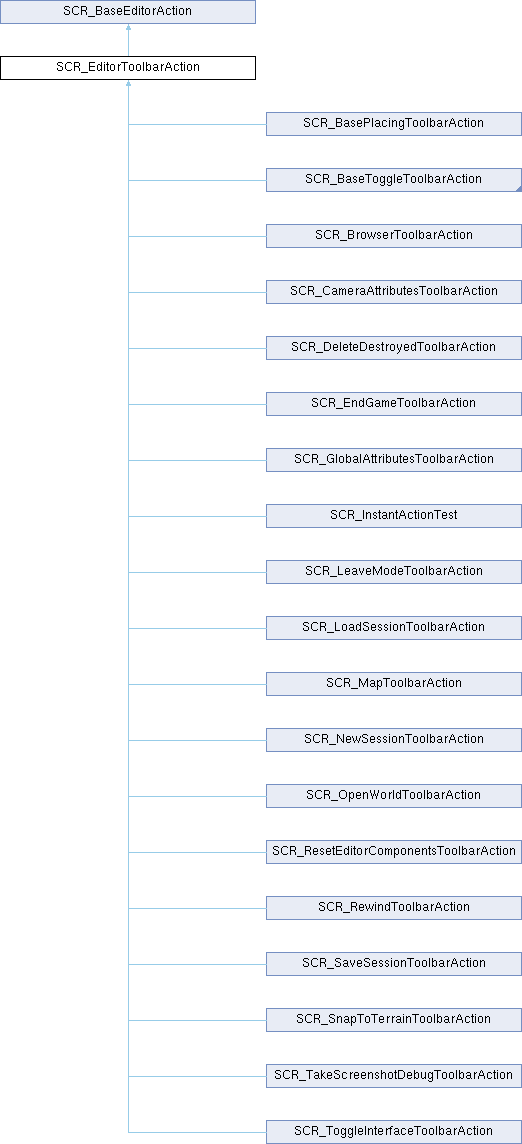 SCR_BaseEditorAction
SCR_EditorToolbarAction
SCR_BasePlacingToolbarAction
SCR_BaseToggleToolbarAction
SCR_BrowserToolbarAction
SCR_CameraAttributesToolbarAction
SCR_DeleteDestroyedToolbarAction
SCR_EndGameToolbarAction
SCR_GlobalAttributesToolbarAction
SCR_InstantActionTest
SCR_LeaveModeToolbarAction
SCR_LoadSessionToolbarAction
SCR_MapToolbarAction
SCR_NewSessionToolbarAction
SCR_OpenWorldToolbarAction
SCR_ResetEditorComponentsToolbarAction
SCR_RewindToolbarAction
SCR_SaveSessionToolbarAction
SCR_SnapToTerrainToolbarAction
SCR_TakeScreenshotDebugToolbarAction
SCR_ToggleInterfaceToolbarAction